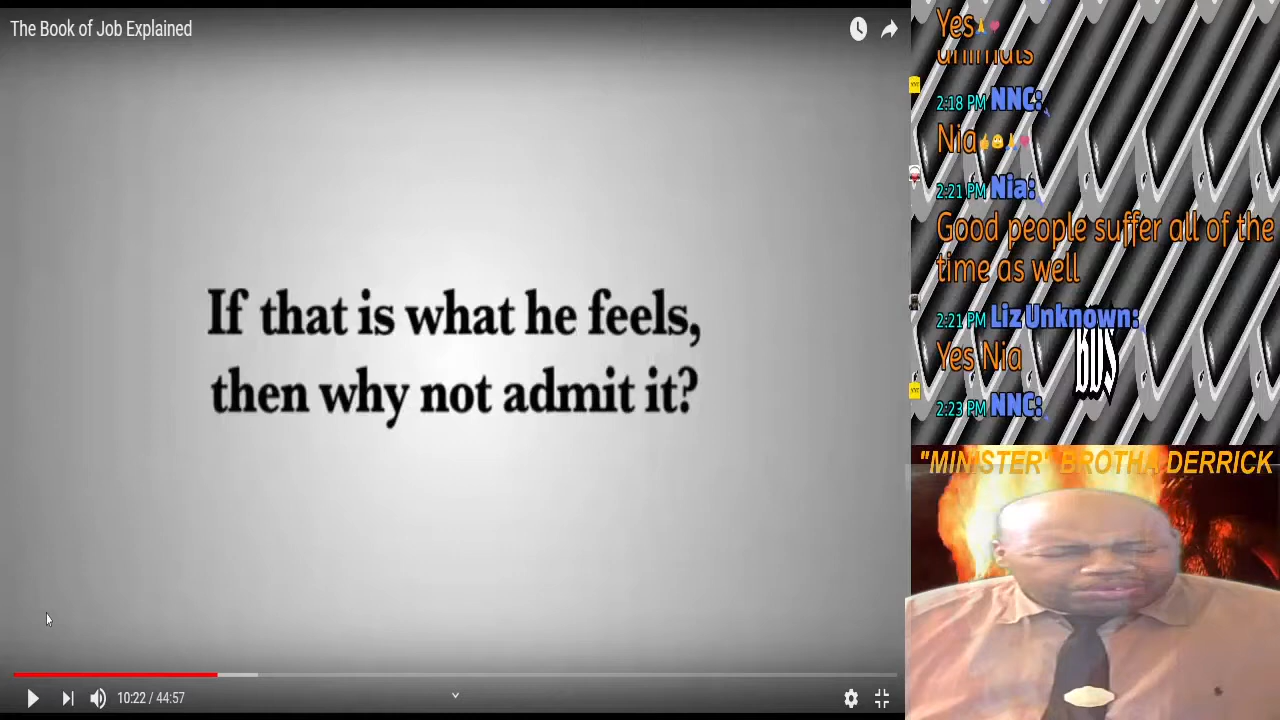 The Book of Job Explained
If that is what he feels,
then why not admit it?
10:22 / 44:57
Yes
animals
2:18 PM NNC:
Nia
2:21 PM Nia:
Good people suffer all of the
time as well
2:21 PM Liz Unknown:
Yes Nia
BDS
2:23 PM NNC:
"MINISTER" BROTHA DERRICK